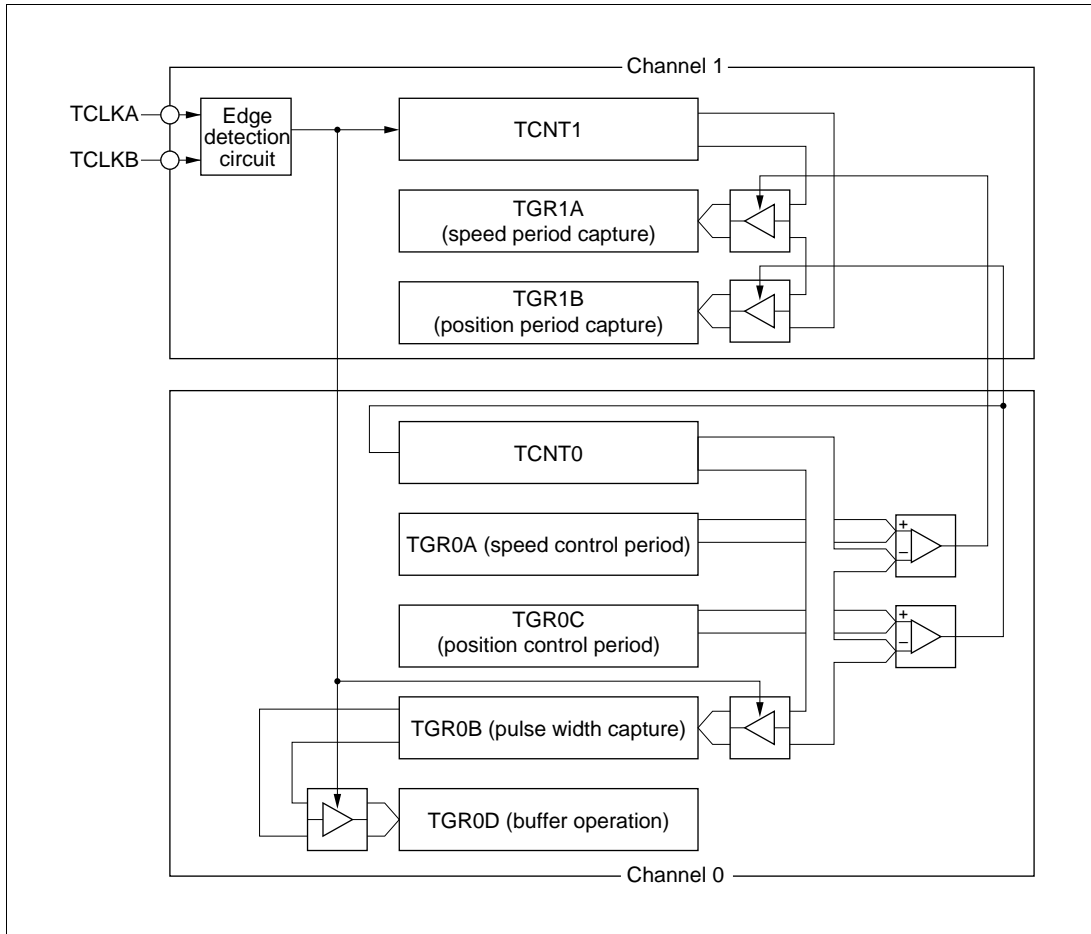 Channel 1
TCLKA
TCLKB
Edge
detection
circuit
TCNT1
TGR1A
(speed period capture)
TGR1B
(position period capture)
TCNT0
TGR0A (speed control period)
+
−
TGR0C
(position control period)
+
−
TGR0B (pulse width capture)
TGR0D (buffer operation)
Channel 0